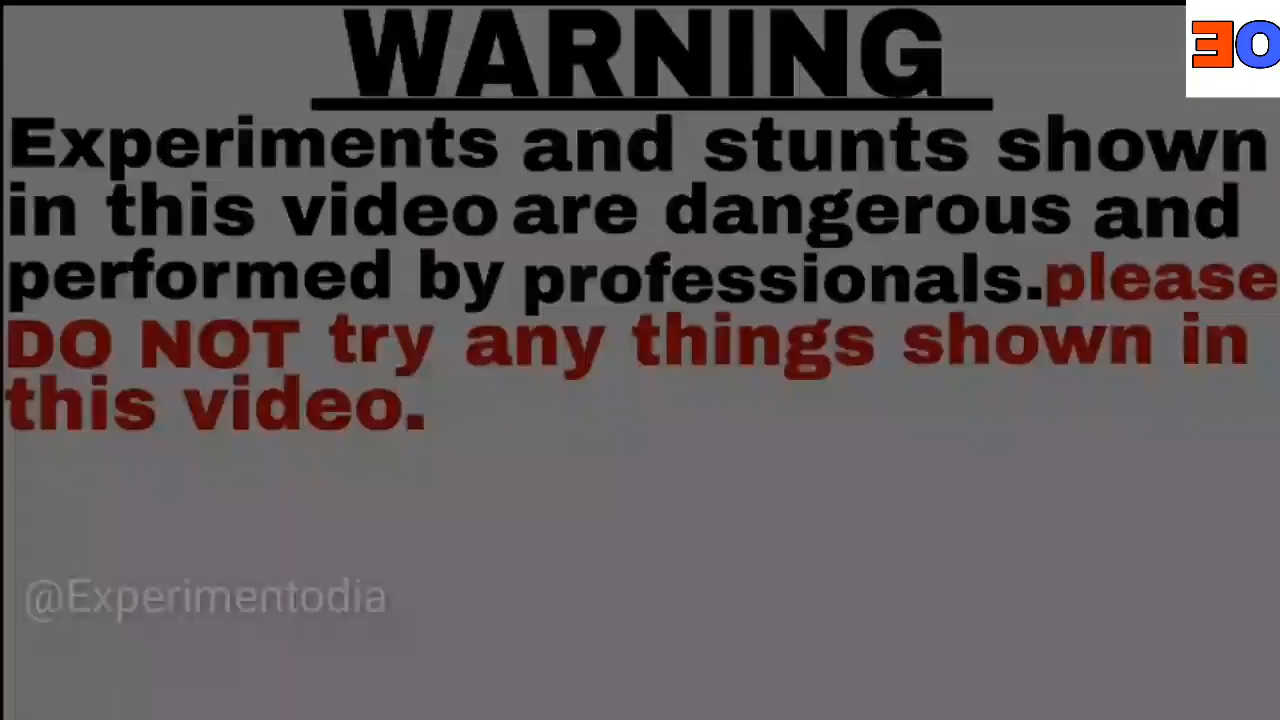 WARNING
EO
Experiments and stunts shown
in this video are dangerous and
performed by professionals.please
DO NOT try any things shown in
this video.
@Experimentodia